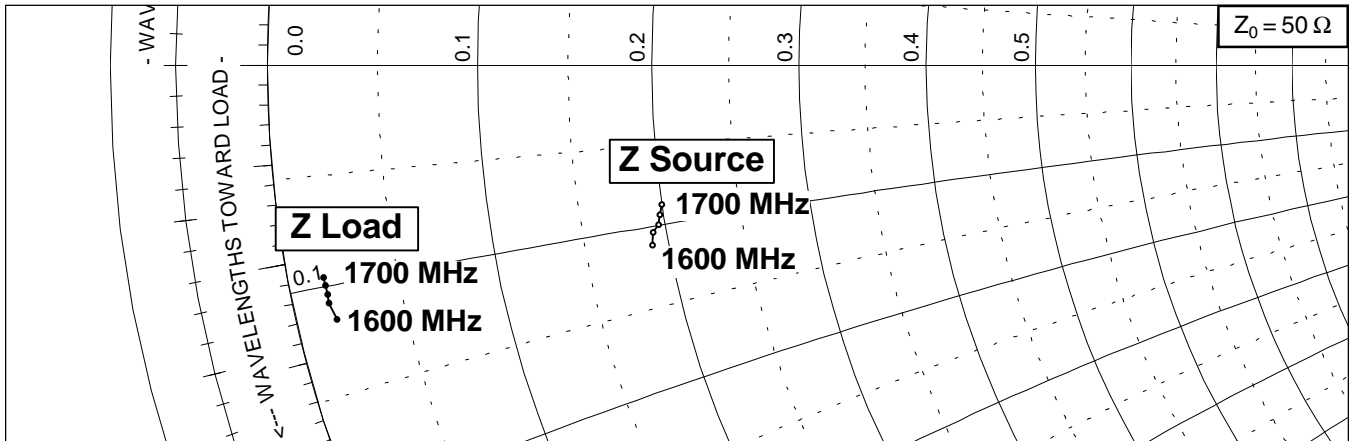 Z₀ = 50 Ω
0.0
0.1
0.2
0.3
0.4
0.5
- WAV
<--- WAVELENGTHS TOWARD LOAD -
Z Source
1700 MHz
1600 MHz
Z Load
0.1
1700 MHz
1600 MHz